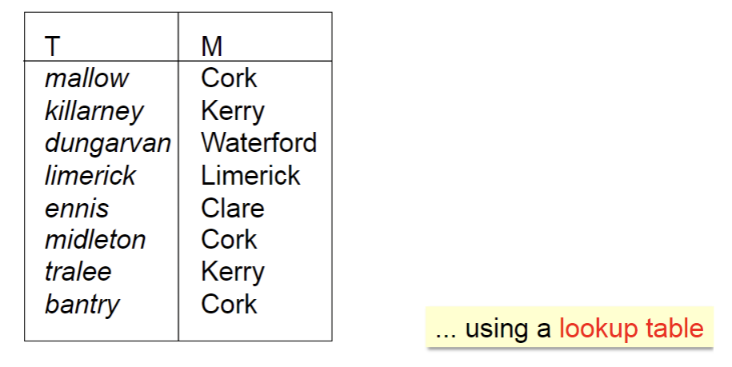 T M
mallow Cork
killarney Kerry
dungarvan Waterford
limerick Limerick
ennis Clare
midleton Cork
tralee Kerry
bantry Cork
... using a lookup table